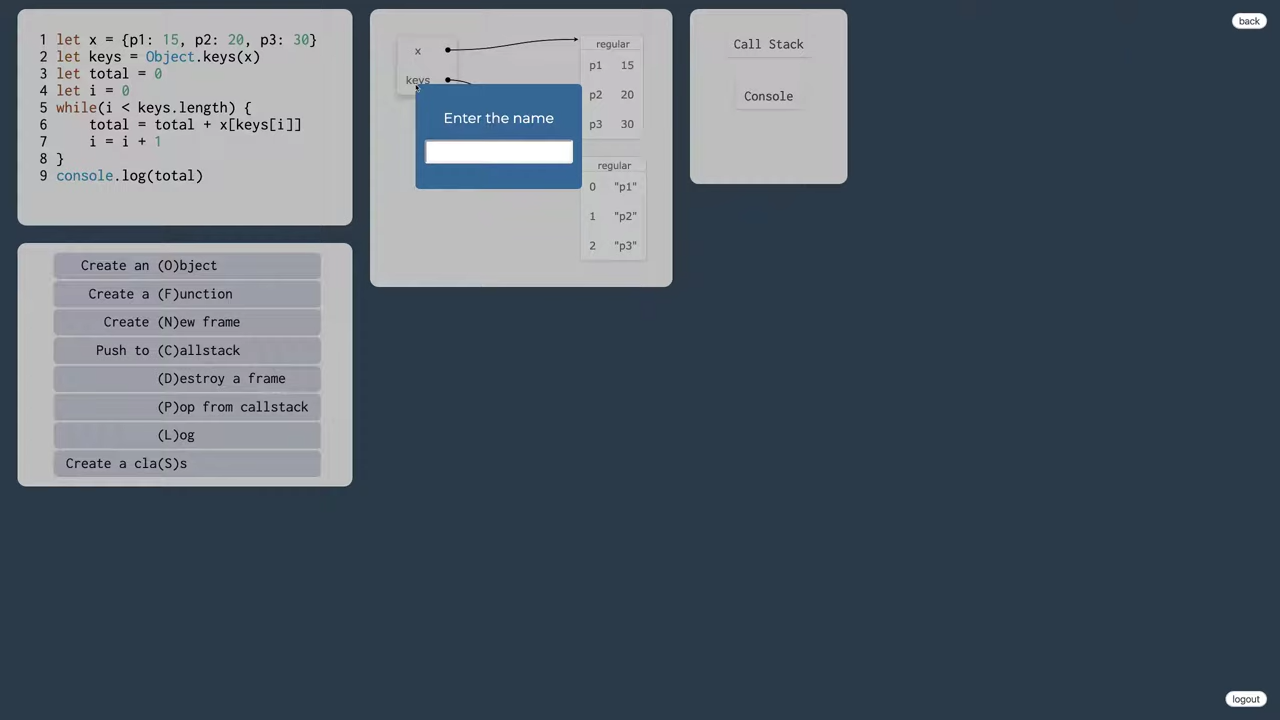 1 let x = {p1: 15, p2: 20, p3: 30}
2 let keys = Object.keys(x)
3 let total = 0
4 let i = 0
5 while(i < keys.length) {
6     total = total + x[keys[i]]
7     i = i + 1
8 }
9 console.log(total)
Create an (O)bject
Create a (F)unction
Create (N)ew frame
Push to (C)allstack
(D)estroy a frame
(P)op from callstack
(L)og
Create a cla(S)s
x
keys
Enter the name
regular
p1 15
p2 20
p3 30
regular
0 "p1"
1 "p2"
2 "p3"
Call Stack
Console
back
logout